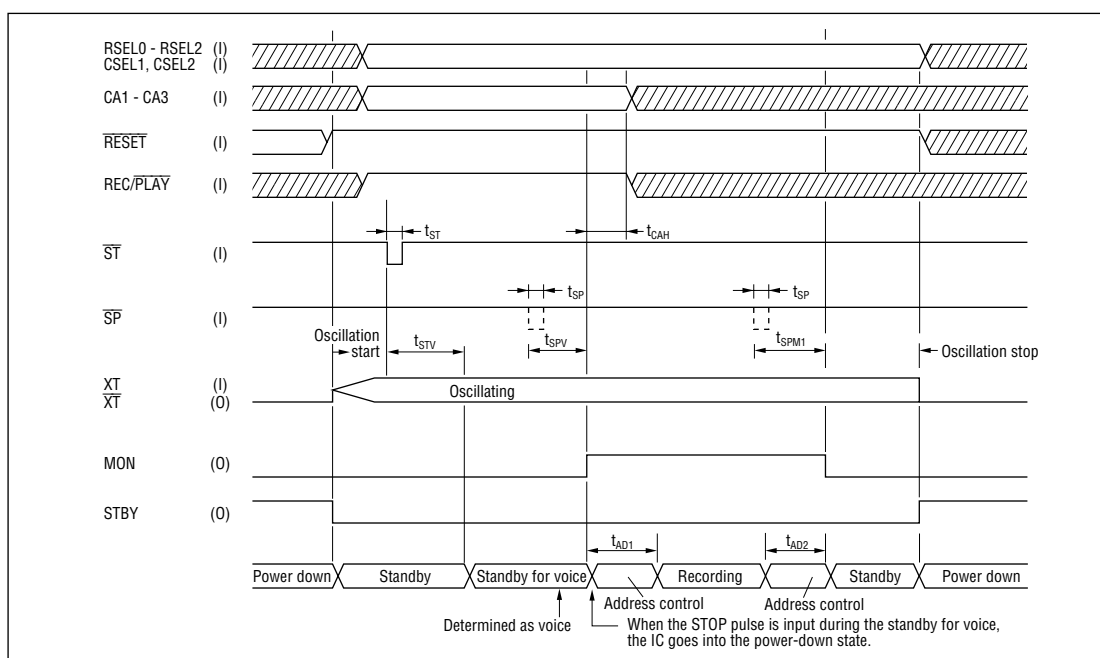 RSEL0 - RSEL2 (I)
CSEL1, CSEL2 (I)
CA1 - CA3 (I)
RESET (I)
REC/PLAY (I)
tST
tCAH
ST (I)
tSP
tSP
SP (I)
Oscillation
start
tSTV
tSPV
tSPM1
Oscillation stop
XT (I)
XT (O)
Oscillating
MON (O)
STBY (O)
tAD1
tAD2
Power down
Standby
Standby for voice
Recording
Standby
Power down
Address control
Address control
Determined as voice
When the STOP pulse is input during the standby for voice,
the IC goes into the power-down state.